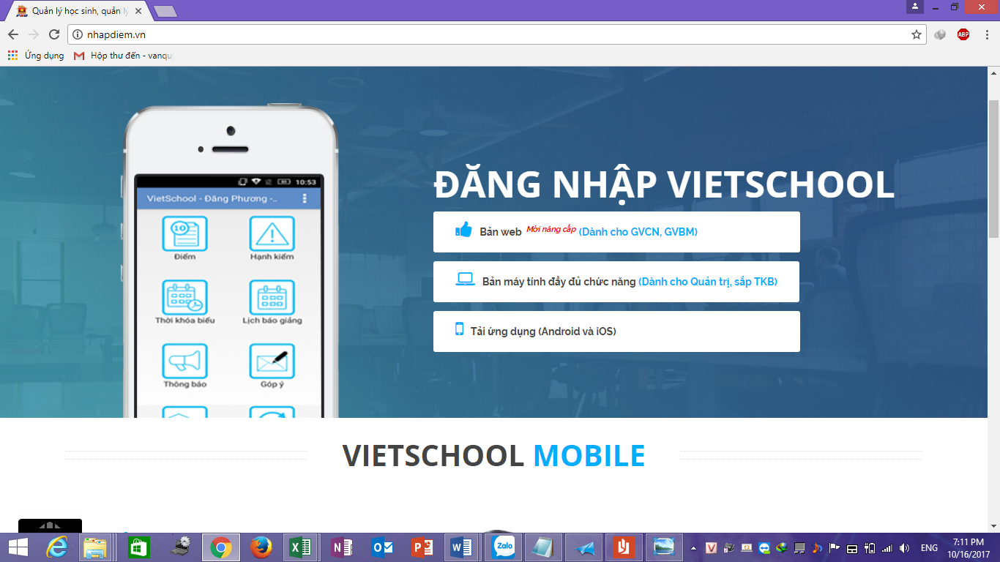 Quản lý học sinh, quản lý
nhapdiem.vn
ABP
Ứng dụng
Hộp thư đến - vanqu
10:53
VietSchool - Đăng Phương -..
ĐĂNG NHẬP VIETSCHOOL
Bản web Mới nâng cấp (Dành cho GVCN, GVBM)
10
Điểm
Hạnh kiểm
Bản máy tính đầy đủ chức năng (Dành cho Quản trị, sắp TKB)
Thời khóa biểu
Lịch báo giảng
Tải ứng dụng (Android và iOS)
Thông báo
Góp ý
VIETSCHOOL MOBILE
Zalo
ENG
7:11 PM
10/16/2017